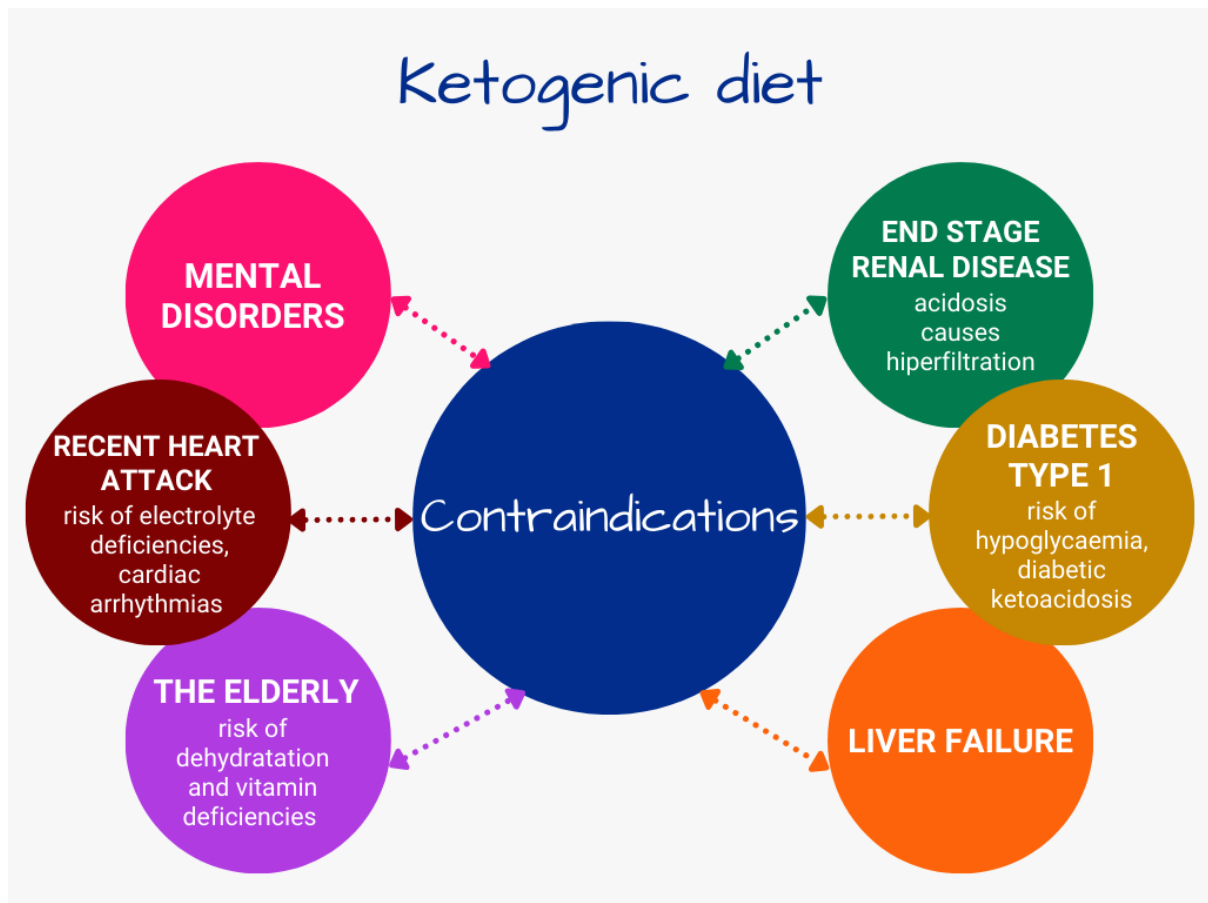 Ketogenic diet
MENTAL
DISORDERS
END STAGE
RENAL DISEASE
acidosis
causes
hiperfiltration
RECENT HEART
ATTACK
risk of electrolyte
deficiencies,
cardiac
arrhythmias
Contraindications
DIABETES
TYPE 1
risk of
hypoglycaemia,
diabetic
ketoacidosis
THE ELDERLY
risk of
dehydratation
and vitamin
deficiencies
LIVER FAILURE